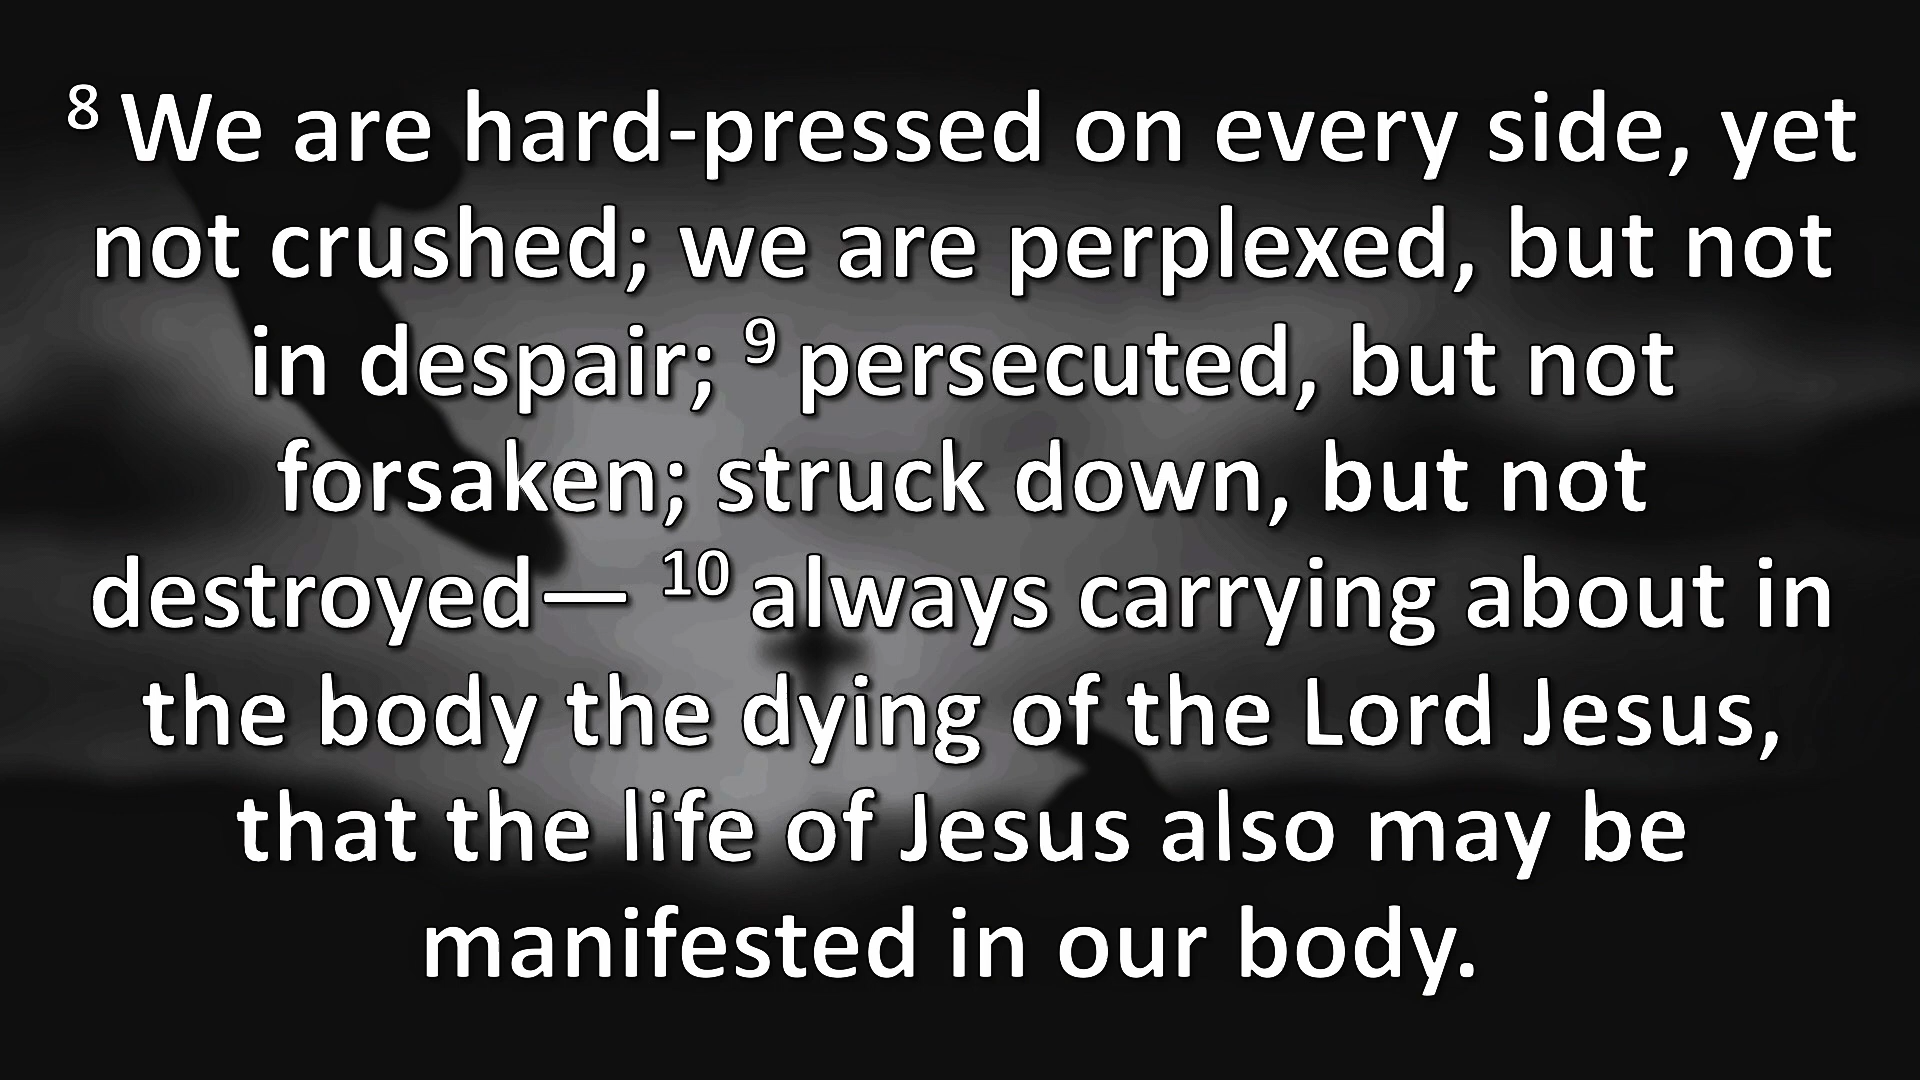 8 We are hard-pressed on every side, yet
not crushed; we are perplexed, but not
in despair; 9 persecuted, but not
forsaken; struck down, but not
destroyed— 10 always carrying about in
the body the dying of the Lord Jesus,
that the life of Jesus also may be
manifested in our body.